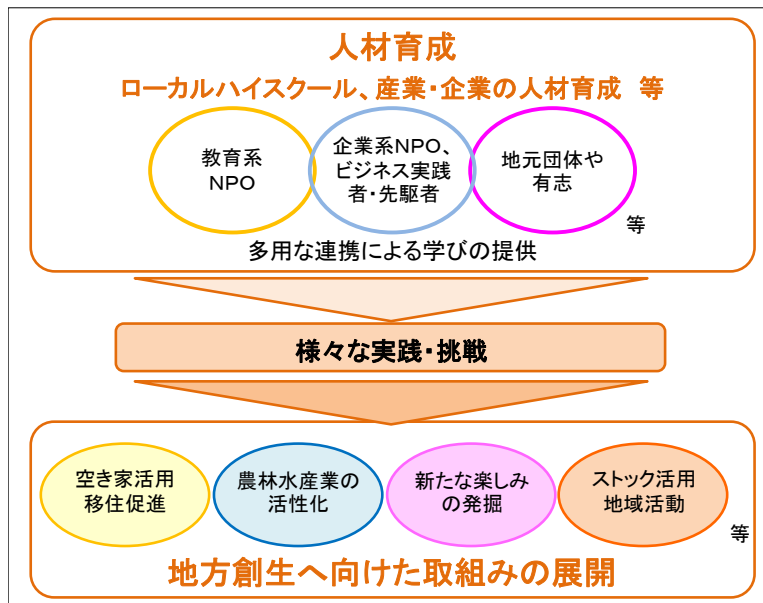 人材育成
ローカルハイスクール、産業・企業の人材育成 等
教育系
NPO
企業系NPO、
ビジネス実践
者・先駆者
地元団体や
有志
等
多用な連携による学びの提供
様々な実践・挑戦
空き家活用
移住促進
農林水産業の
活性化
新たな楽しみ
の発掘
ストック活用
地域活動
等
地方創生へ向けた取組みの展開